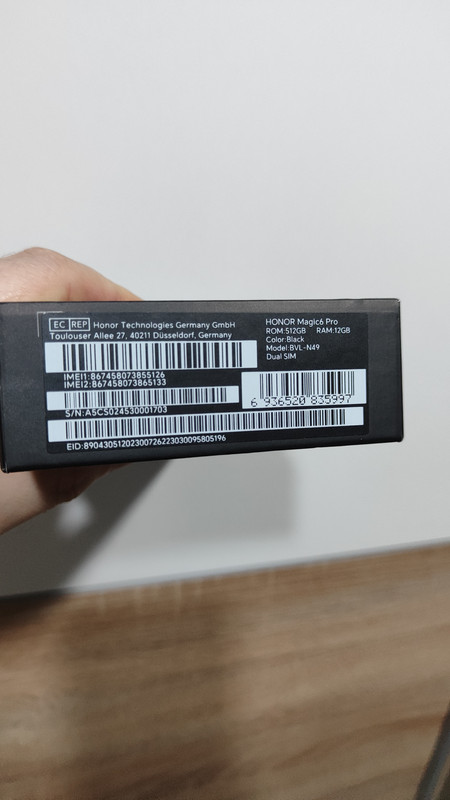 EC REP Honor Technologies Germany GmbH
Toulouser Allee 27, 40211 Düsseldorf, Germany
IMEI1:867458073855126
IMEI2:867458073865133
S/N:A5CS024530001703
EID:89043051202300726223030095805196
HONOR Magic6 Pro
ROM:512GB RAM:12GB
Color:Black
Model:BVL-N49
Dual SIM
6 936520 835997